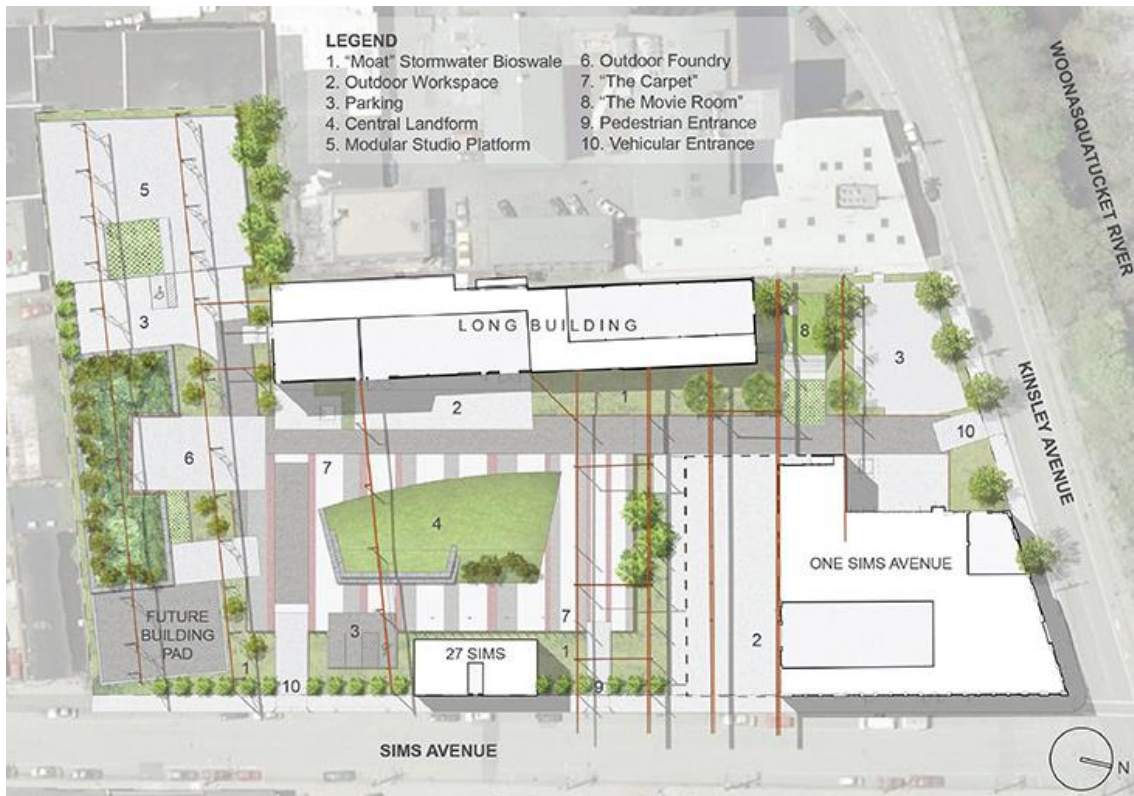 LEGEND
1. "Moat" Stormwater Bioswale
2. Outdoor Workspace
3. Parking
4. Central Landform
5. Modular Studio Platform
6. Outdoor Foundry
7. "The Carpet"
8. "The Movie Room"
9. Pedestrian Entrance
10. Vehicular Entrance
WOONASQUATUCKET RIVER
5
3
LONG BUILDING
8
3
KINSLEY AVENUE
1
2
10
6
7
4
ONE SIMS AVENUE
FUTURE
BUILDING
PAD
3
7
2
27 SIMS
1
1
10
9
SIMS AVENUE
N